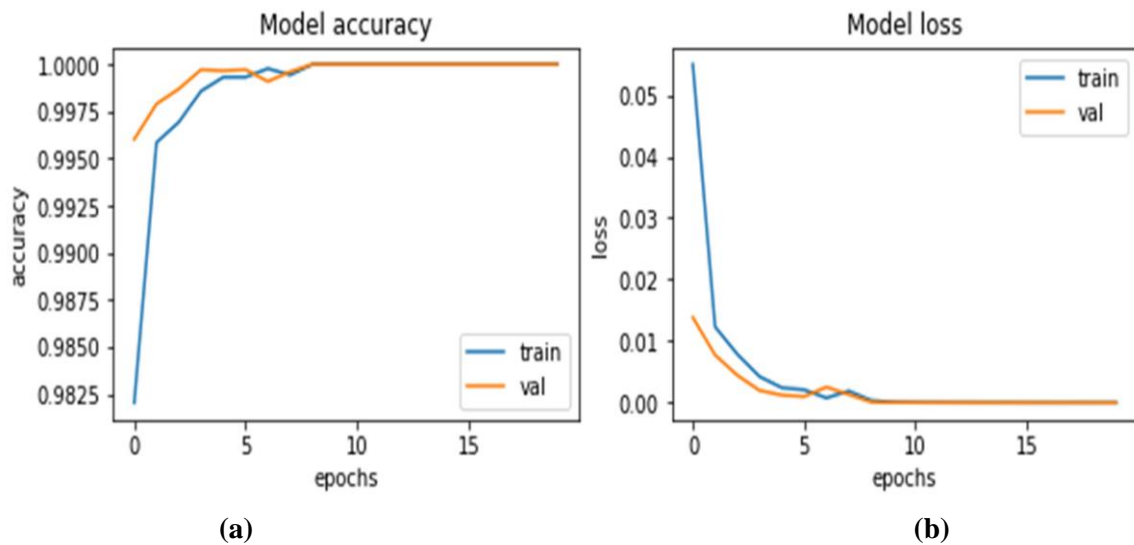 Model accuracy
1.0000
0.9975
0.9950
0.9925
0.9900
0.9875
0.9850
0.9825
accuracy
0 5 10 15
epochs
train
val
(a)
Model loss
0.05
0.04
0.03
0.02
0.01
0.00
loss
0 5 10 15
epochs
train
val
(b)